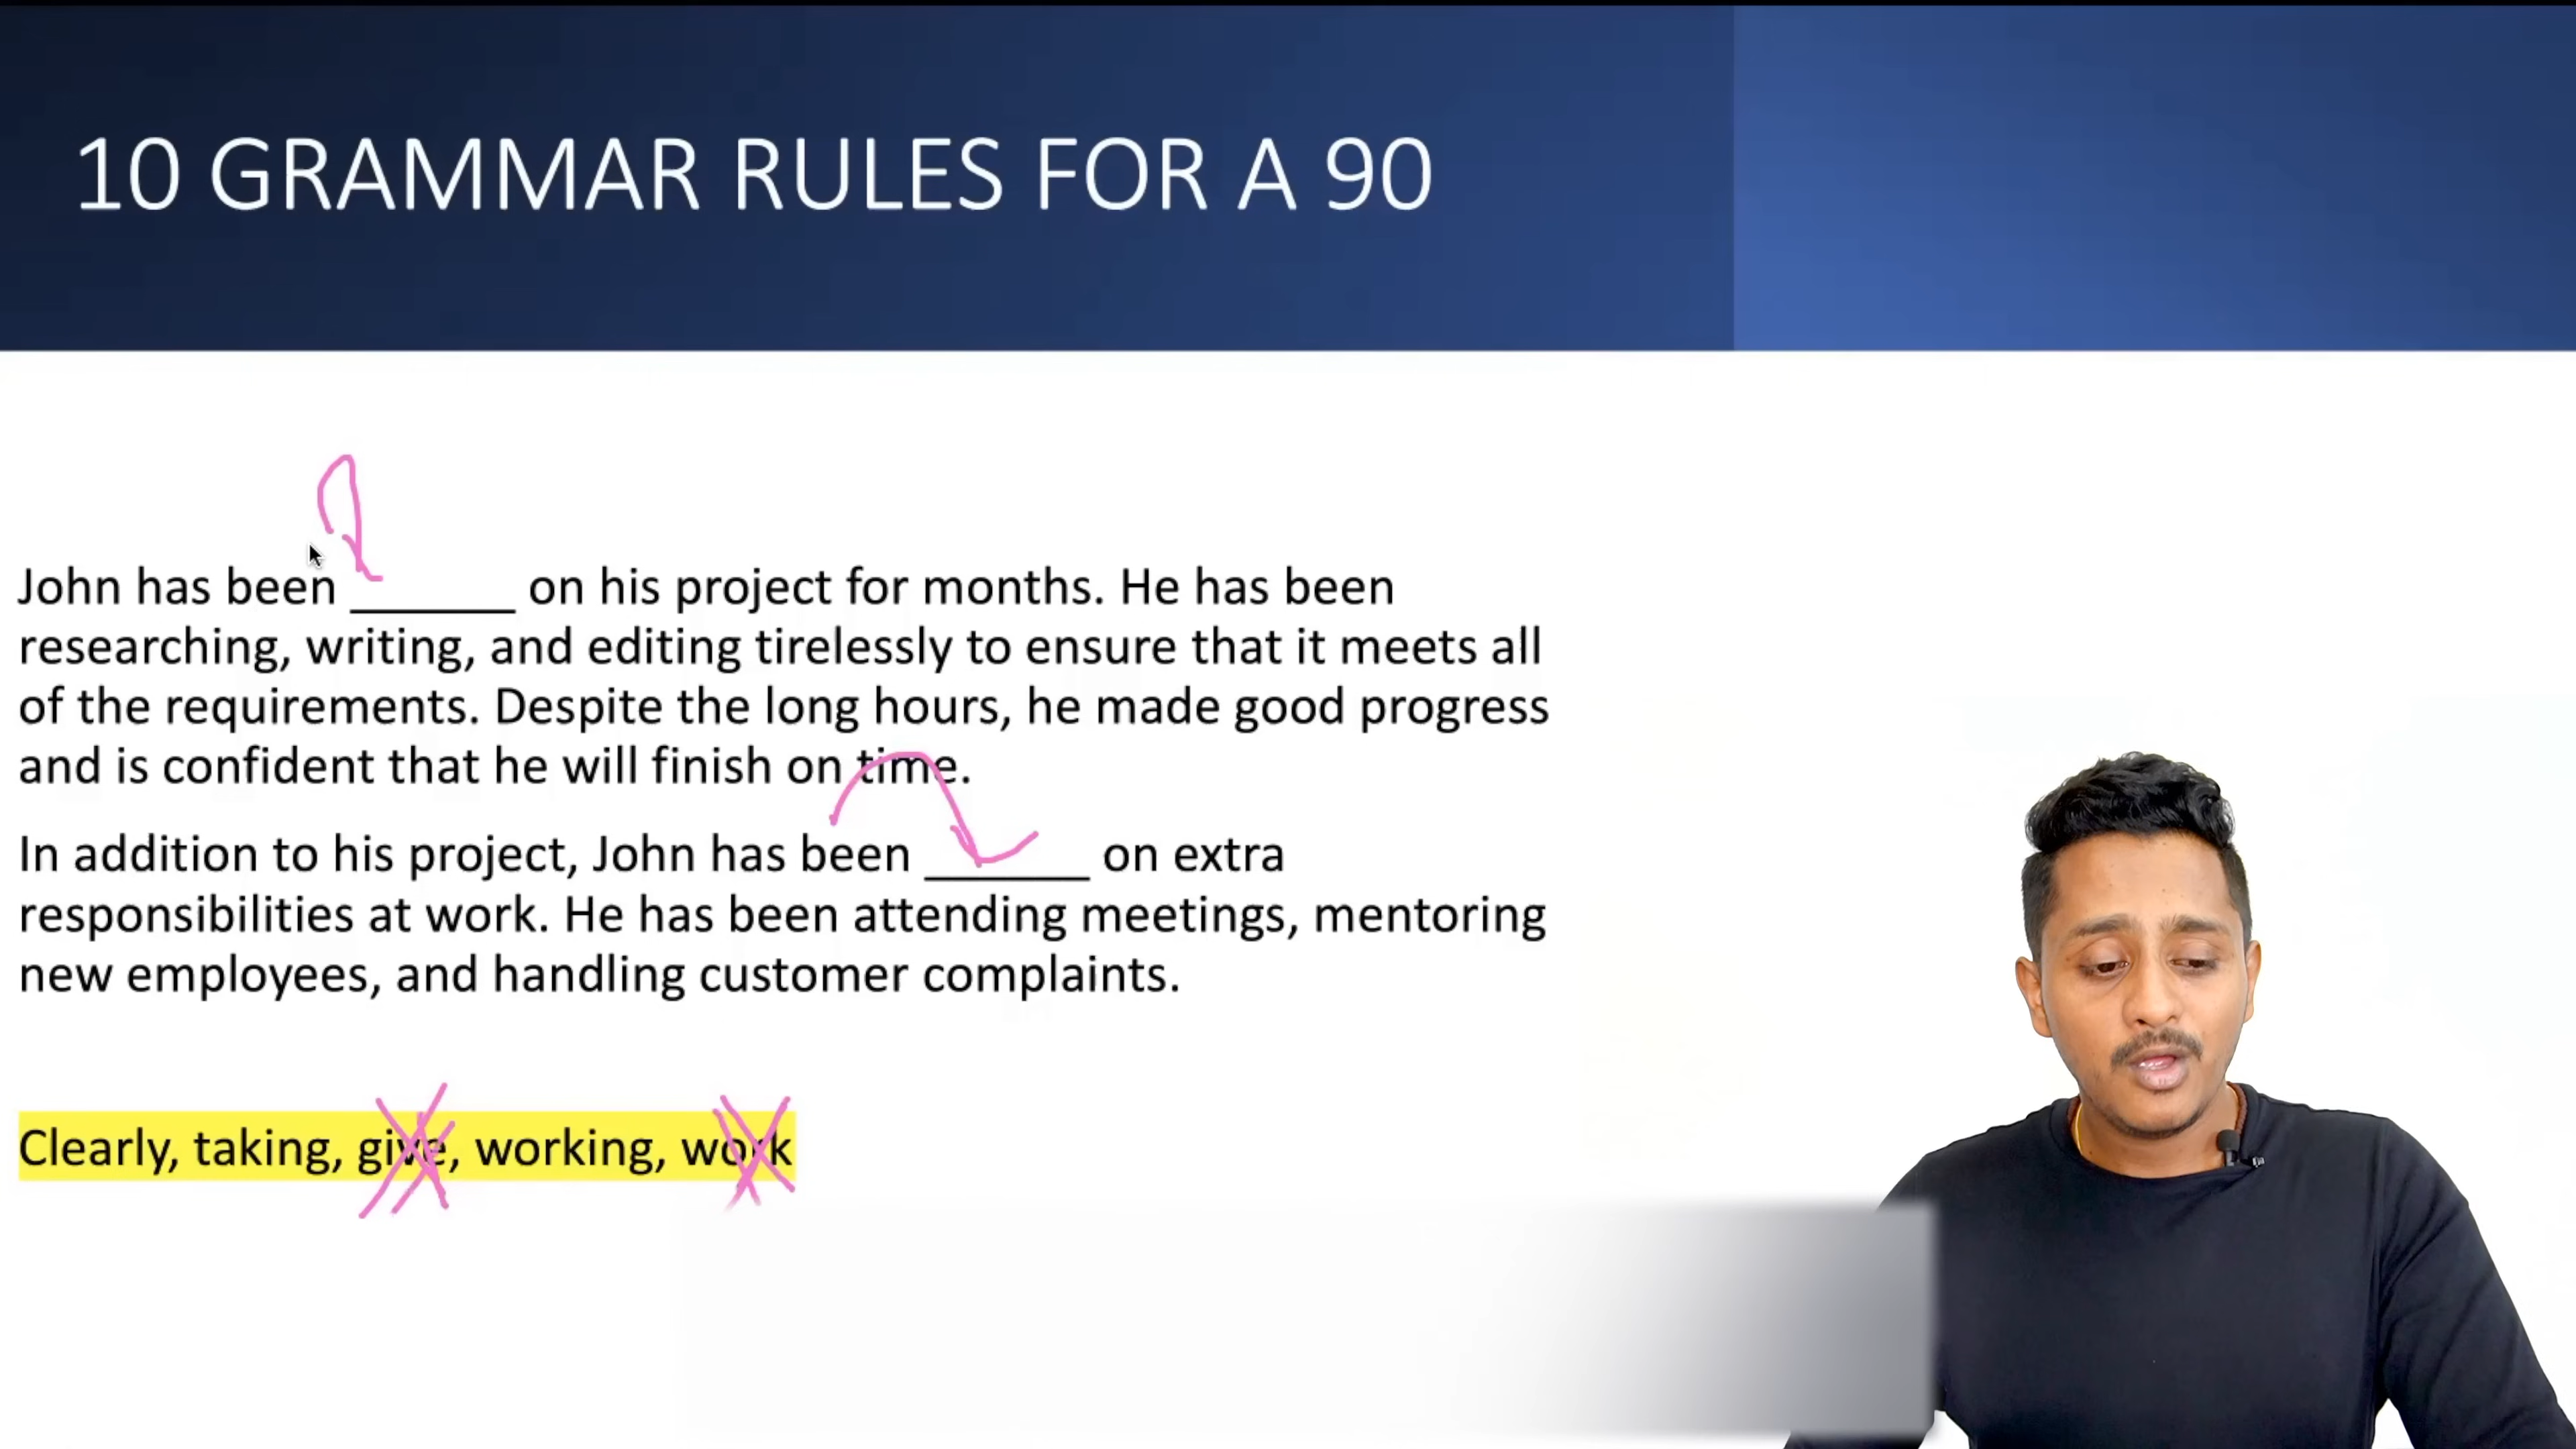 10 GRAMMAR RULES FOR A 90
John has been ______ on his project for months. He has been
researching, writing, and editing tirelessly to ensure that it meets all
of the requirements. Despite the long hours, he made good progress
and is confident that he will finish on time.
In addition to his project, John has been ______ on extra
responsibilities at work. He has been attending meetings, mentoring
new employees, and handling customer complaints.
Clearly, taking, give, working, work